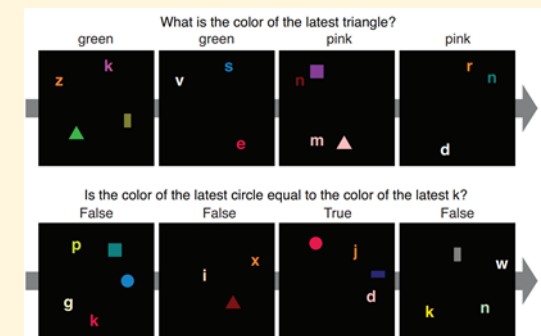 What is the color of the latest triangle?
green green pink pink
k s r
z v n n
m
e d
Is the color of the latest circle equal to the color of the latest k?
False False True False
p x j w
i
g d
k k n